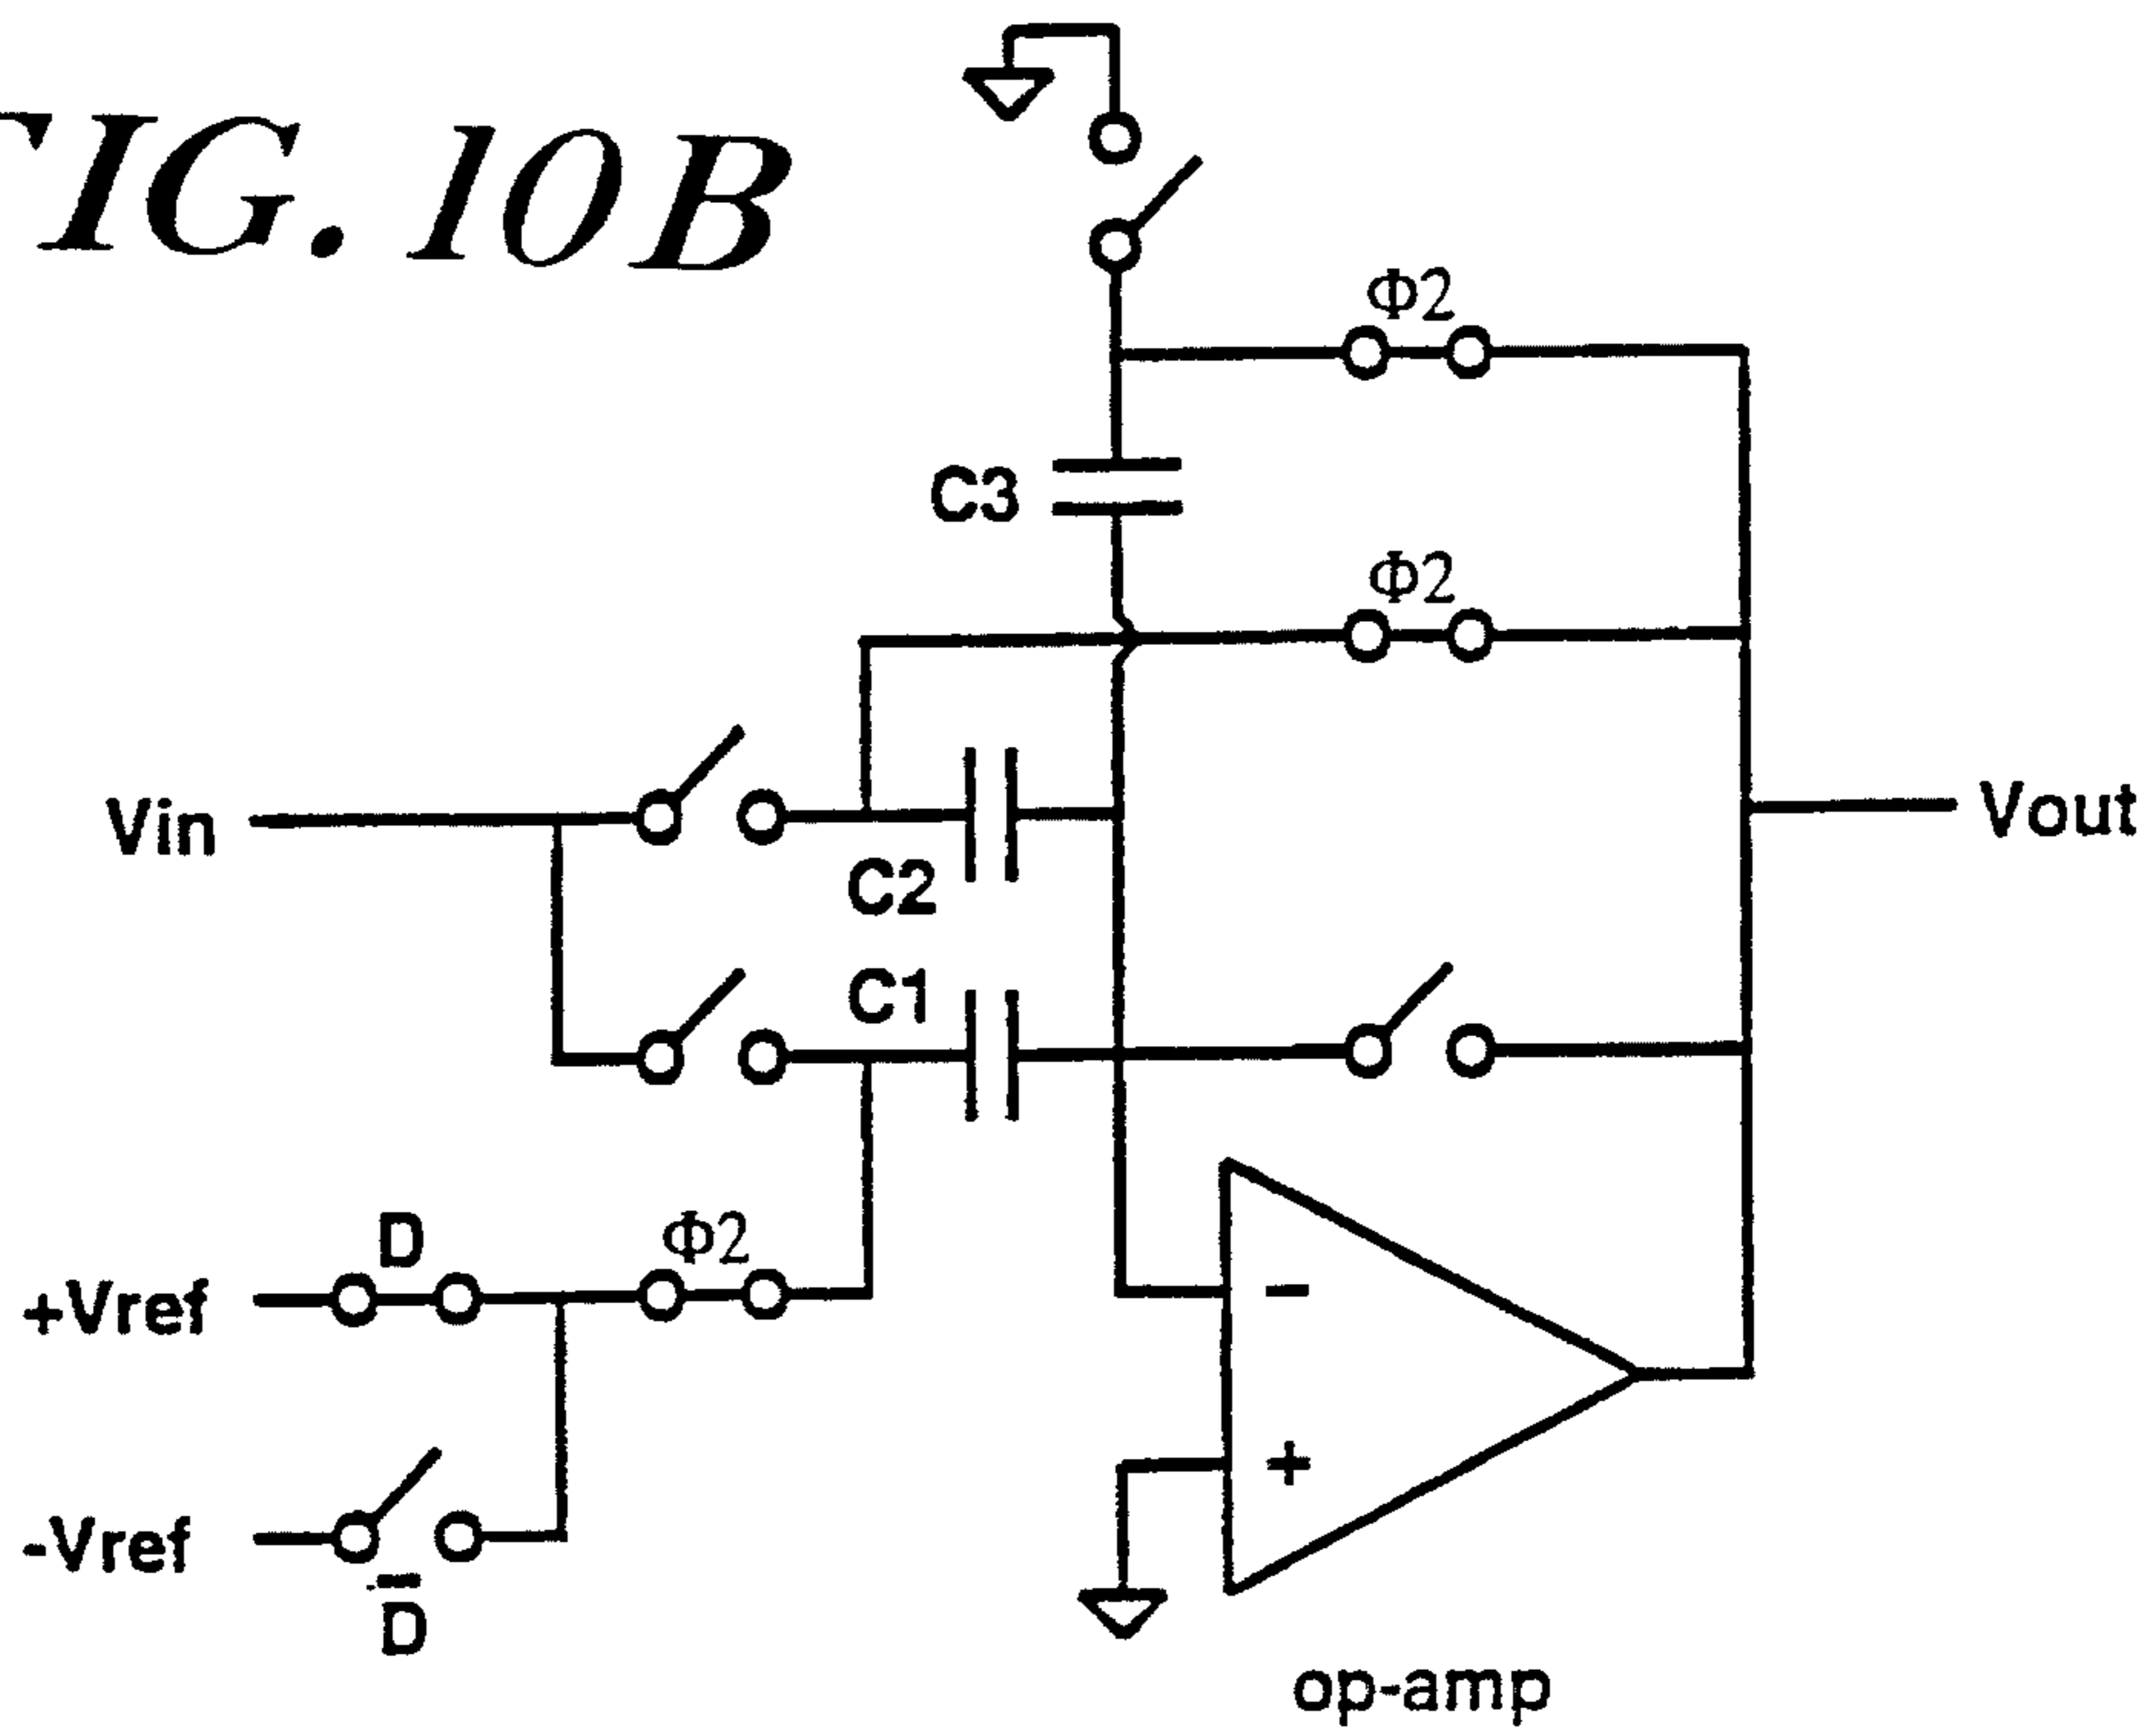 FIG. 10B
Φ2
C3
Φ2
Vin
Vout
C2
C1
D
Φ2
+Vref
-
+
-Vref
D̅
op-amp